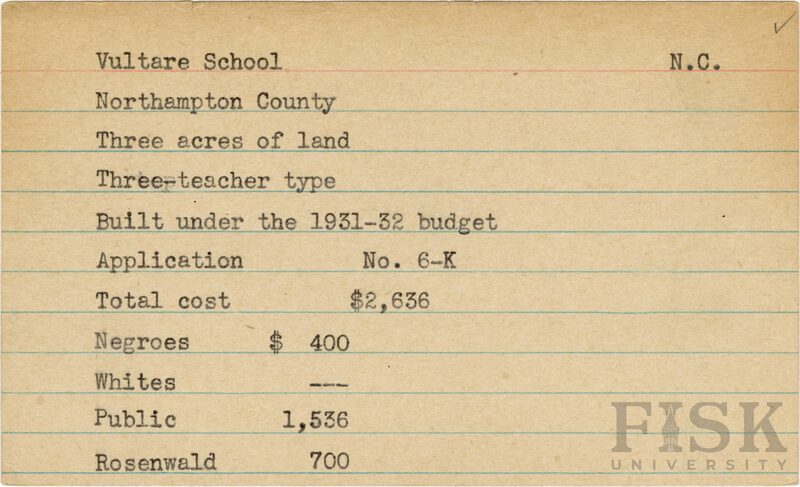 Vultare School N.C.
Northampton County
Three acres of land
Three-teacher type
Built under the 1931-32 budget
Application No. 6-K
Total cost $2,636
Negroes $ 400
Whites ---
Public 1,536
Rosenwald 700
FISK
UNIVERSITY